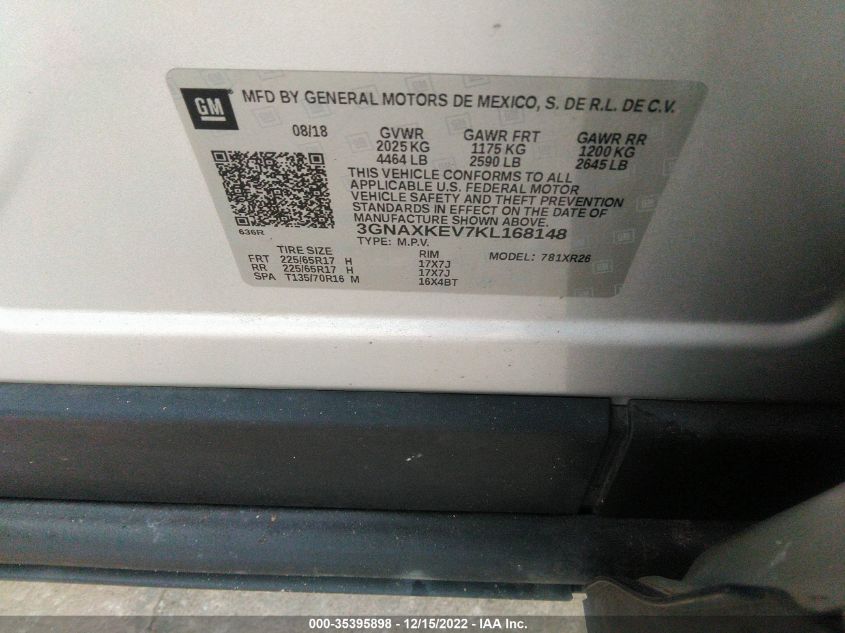 GM
MFD BY GENERAL MOTORS DE MEXICO, S. DE R.L. DE C.V.
08/18 GVWR GAWR FRT GAWR RR
2025 KG 1175 KG 1200 KG
4464 LB 2590 LB 2645 LB
THIS VEHICLE CONFORMS TO ALL
APPLICABLE U.S. FEDERAL MOTOR
VEHICLE SAFETY AND THEFT PREVENTION
STANDARDS IN EFFECT ON THE DATE OF
MANUFACTURE SHOWN ABOVE.
636R
3GNAXKEV7KL168148
TYPE: M.P.V.
TIRE SIZE RIM MODEL: 781XR26
FRT 225/65R17 H 17X7J
RR 225/65R17 H 17X7J
SPA T135/70R16 M 16X4BT
000-35395898 - 12/15/2022 - IAA Inc.